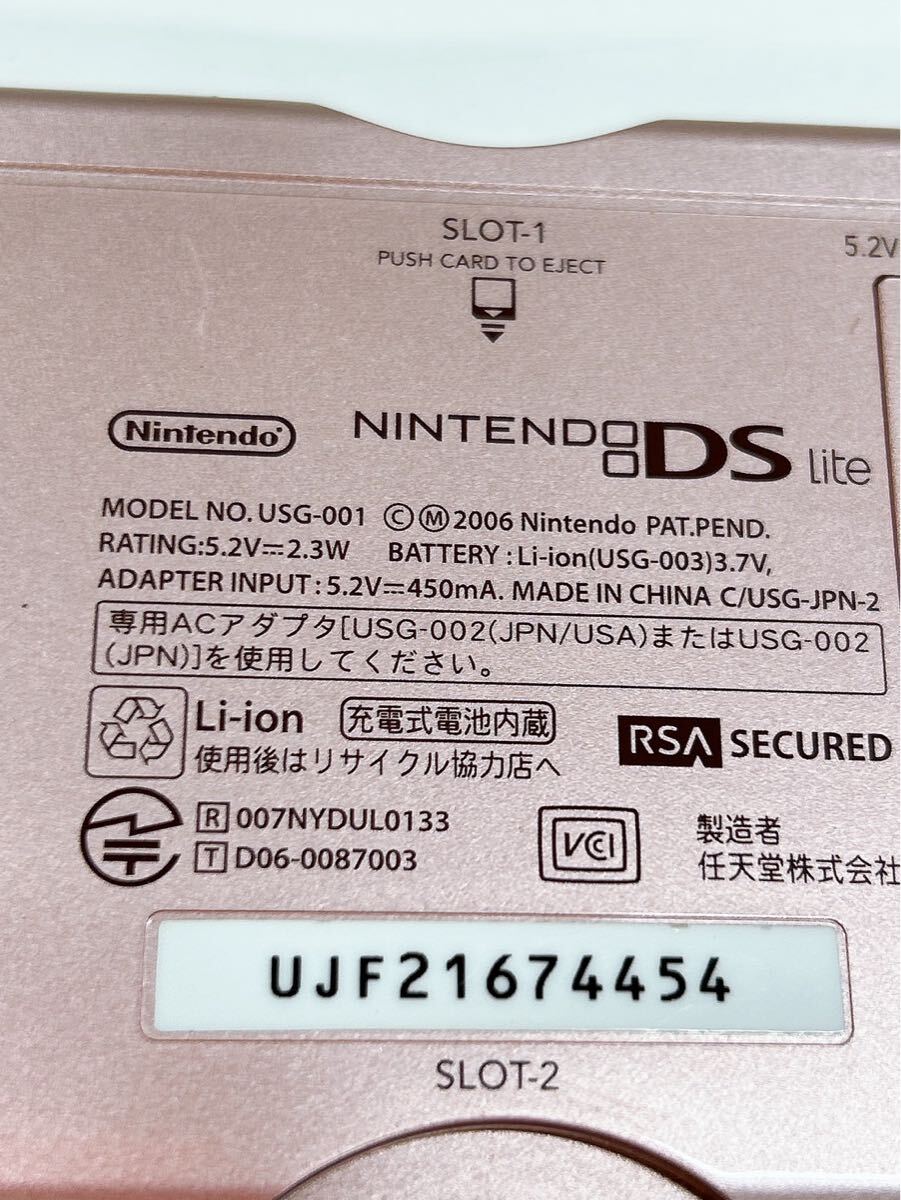 SLOT-1
PUSH CARD TO EJECT
5.2V
Nintendo
NINTENDO DS lite
MODEL NO. USG-001 ⒸⓂ2006 Nintendo PAT.PEND.
RATING:5.2V⎓2.3W BATTERY : Li-ion(USG-003)3.7V,
ADAPTER INPUT : 5.2V⎓450mA. MADE IN CHINA C/USG-JPN-2
専用ACアダプタ[USG-002(JPN/USA)またはUSG-002
(JPN)]を使用してください。
Li-ion 充電式電池内蔵
使用後はリサイクル協力店へ
RSA SECURED
R 007NYDUL0133
T D06-0087003
VCCI
製造者
任天堂株式会社
UJF21674454
SLOT-2